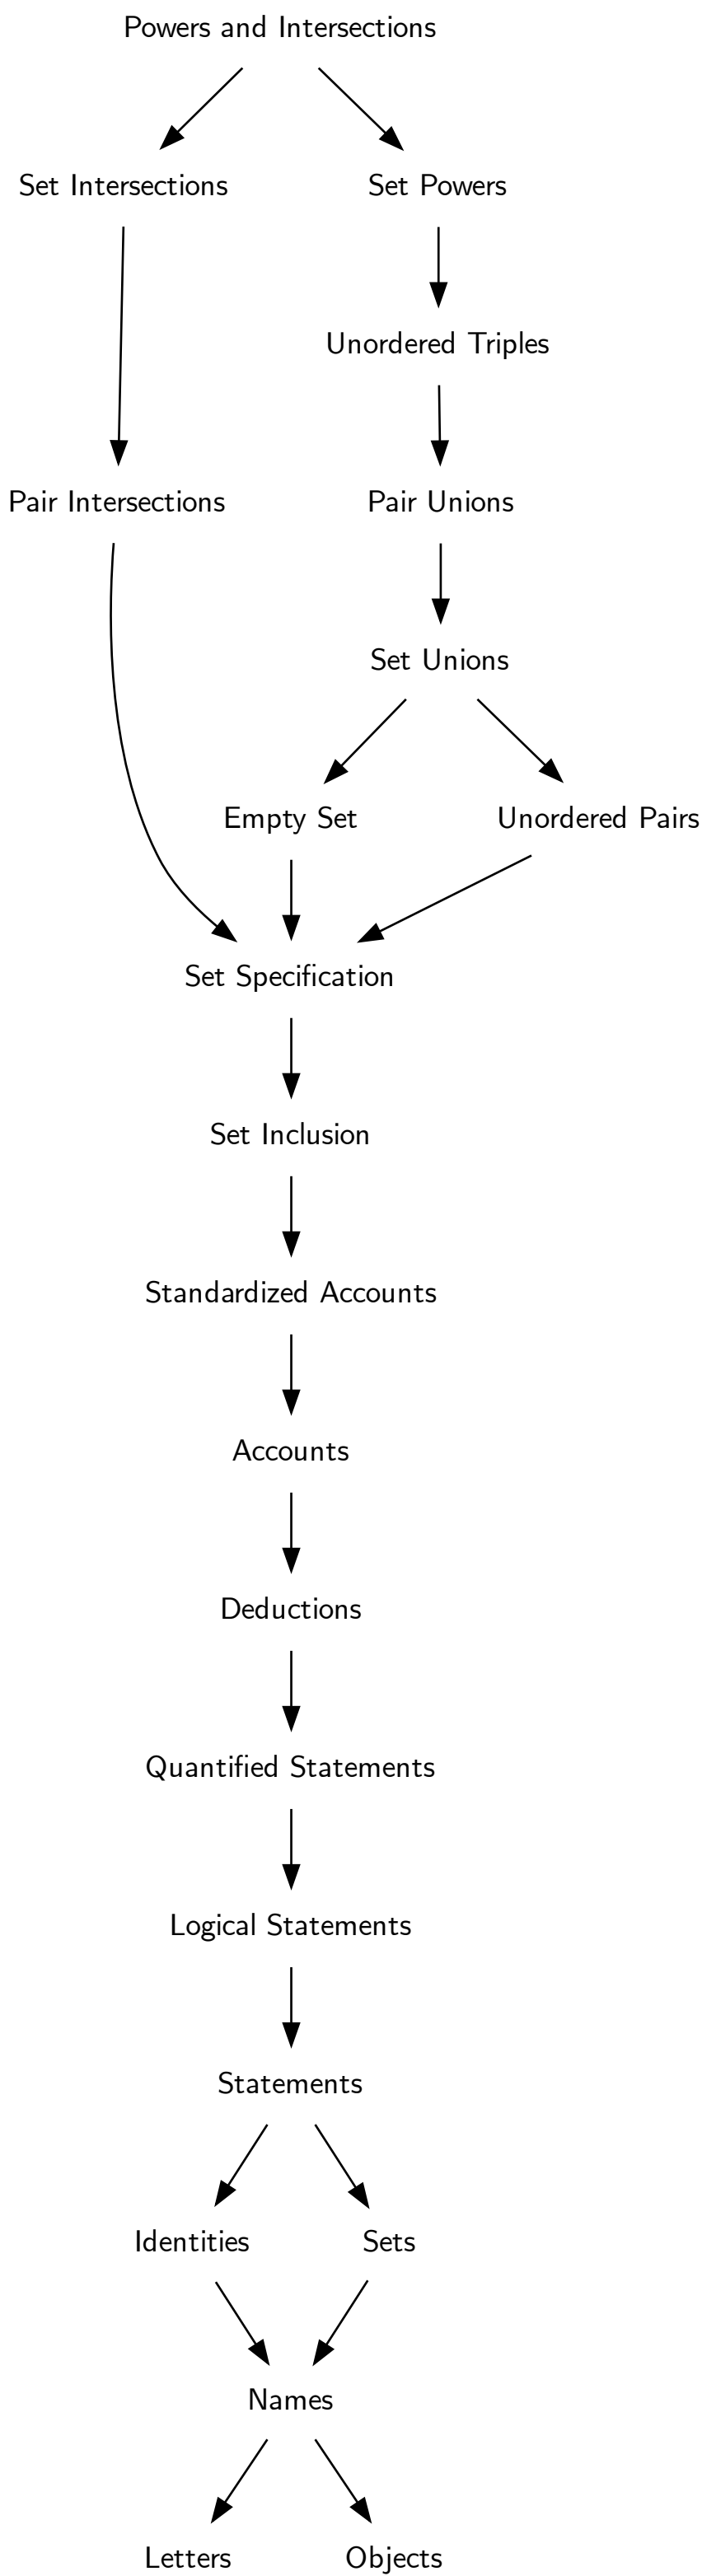 Powers and Intersections
Set Intersections
Set Powers
Unordered Triples
Pair Intersections
Pair Unions
Set Unions
Empty Set
Unordered Pairs
Set Specification
Set Inclusion
Standardized Accounts
Accounts
Deductions
Quantified Statements
Logical Statements
Statements
Identities
Sets
Names
Letters
Objects